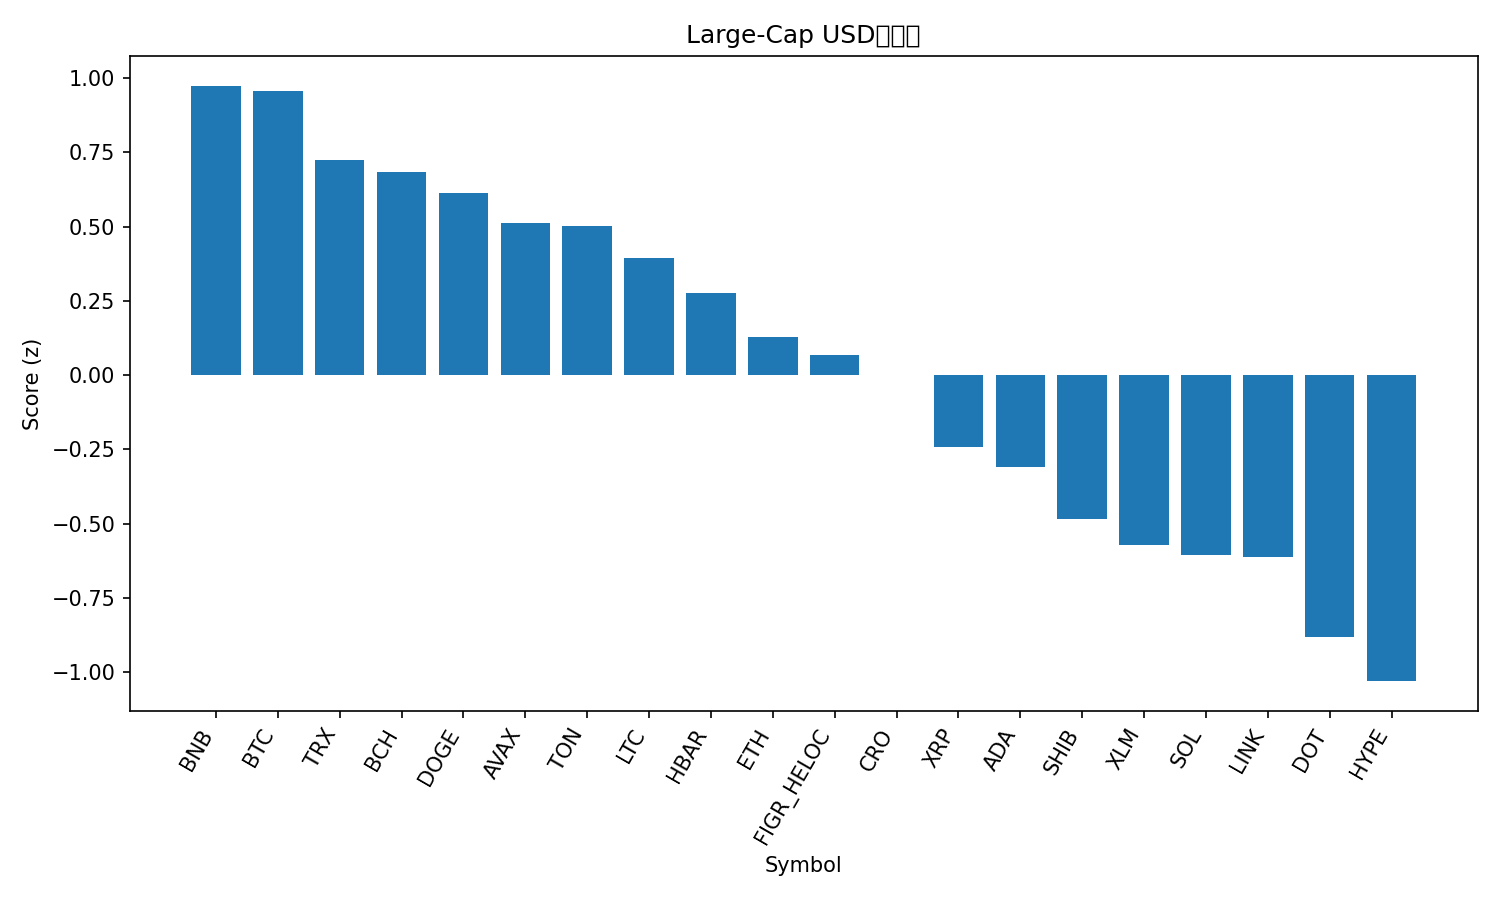 Large-Cap USD
1.00
0.75
0.50
0.25
0.00
−0.25
−0.50
−0.75
−1.00
Score (z)
BNB
BTC
TRX
BCH
DOGE
AVAX
TON
LTC
HBAR
ETH
FIGR_HELOC
CRO
XRP
ADA
SHIB
XLM
SOL
LINK
DOT
HYPE
Symbol